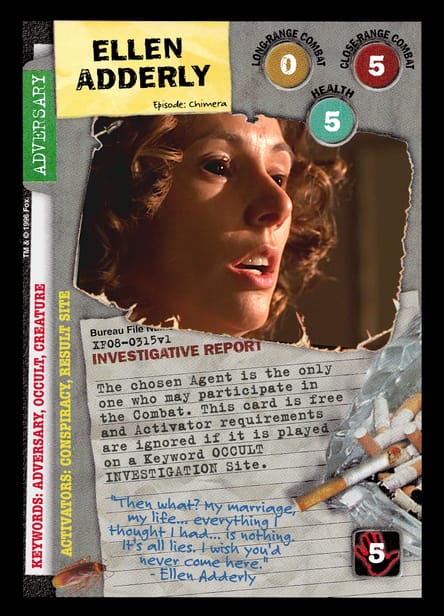 ELLEN
ADDERLY
Episode: Chimera
LONG-RANGE COMBAT
0
CLOSE-RANGE COMBAT
5
HEALTH
5
ADVERSARY
TM & © 1996 Fox.
KEYWORDS: ADVERSARY, OCCULT, CREATURE
ACTIVATORS: CONSPIRACY, RESULT SITE
Bureau File
XF08-0315v1
INVESTIGATIVE REPORT
The chosen Agent is the only
one who may participate in
the Combat. This card is free
and Activator requirements
are ignored if it is played
on a Keyword OCCULT
INVESTIGATION Site.
"Then what? My marriage,
my life... everything I
thought I had... is nothing.
It's all lies. I wish you'd
never come here."
- Ellen Adderly
5